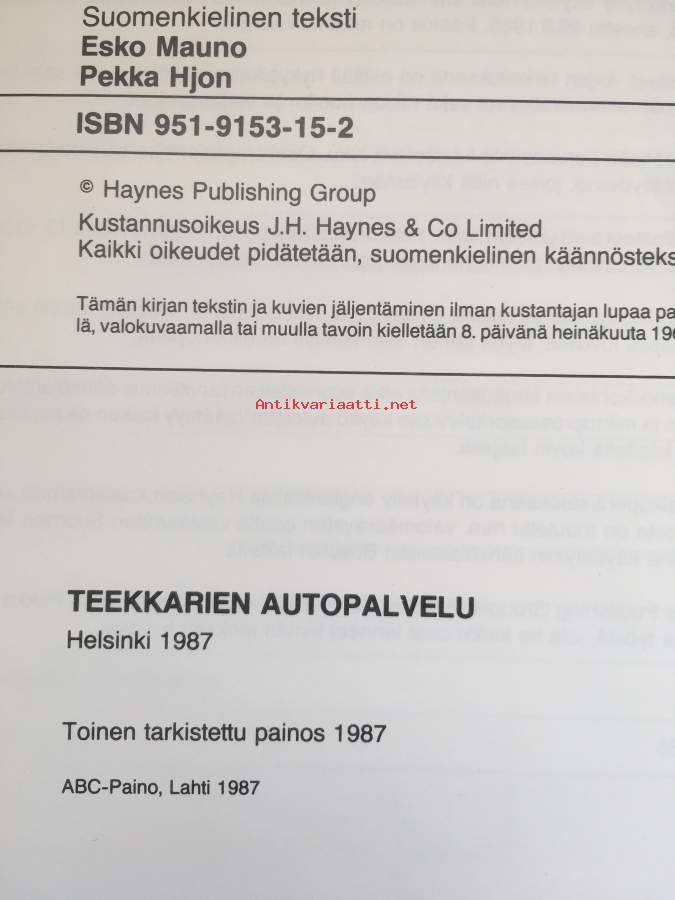 Suomenkielinen teksti
Esko Mauno
Pekka Hjon
ISBN 951-9153-15-2
© Haynes Publishing Group
Kustannusoikeus J.H. Haynes & Co Limited
Kaikki oikeudet pidätetään, suomenkielinen käännösteks
Tämän kirjan tekstin ja kuvien jäljentäminen ilman kustantajan lupaa pa
lä, valokuvaamalla tai muulla tavoin kielletään 8. päivänä heinäkuuta 196
Antikvariaatti.net
TEEKKARIEN AUTOPALVELU
Helsinki 1987
Toinen tarkistettu painos 1987
ABC-Paino, Lahti 1987